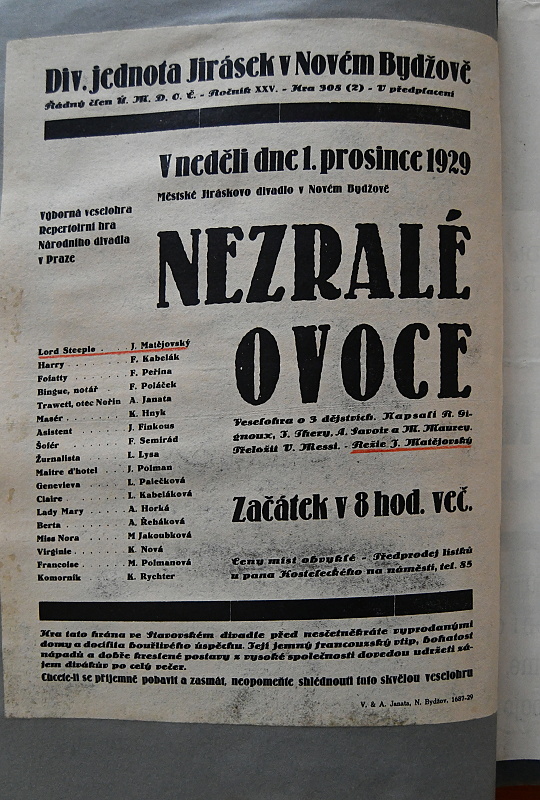 Div. jednota Jirásek v Novém Bydžově
Řádný člen Ú. M. D. O. Č. - Ročník XXV. - Hra 308 (2) - V předplacení
V neděli dne 1. prosince 1929
Městské Jiráskovo divadlo v Novém Bydžově
Výborná veselohra
Repertoirní hra
Národního divadla
v Praze
NEZRALÉ
OVOCE
Lord Steeple . . J. Matějovský
Harry . . . . . . F. Kabelák
Foiatty . . . . . F. Peřina
Bingue, notář . . F. Poláček
Trawett, otec Nořin A. Janata
Masér . . . . . . K. Hnyk
Asistent . . . . . J. Finkous
Šofér . . . . . . F. Semirád
Žurnalista . . . . L. Lysa
Maitre d'hotel . . J. Polman
Genevieva . . . . L. Palečková
Claire . . . . . . L. Kabeláková
Lady Mary . . . . A. Horká
Berta . . . . . . A. Řebáková
Miss Nora . . . . M Jakoubková
Virginie . . . . . K. Nová
Francoise . . . . M. Polmanová
Komorník . . . . K. Rychter
Veselohra o 3 dějstvích. Napsali R. Gi-
gnoux, J. Thery, A. Savoir a M. Maurey.
Přeložil V. Messi. - Režie J. Matějovský
Začátek v 8 hod. več.
Ceny míst obvyklé - Předprodej lístků
u pana Kosteleckého na náměstí, tel. 85
Hra tato hrána ve Stavovském divadle před nesčetněkráte vyprodanými
domy a docílila bouřlivého úspěchu. Její jemný francouzský vtip, bohatost
nápadů a dobře kreslené postavy z vysoké společnosti dovedou udržeti zá-
jem divákův po celý večer.
Chcete-li se příjemně pobaviti a zasmát, neopomeňte shlédnouti tuto skvělou veselohru
V. & A. Janata, N. Bydžov, 1687-29